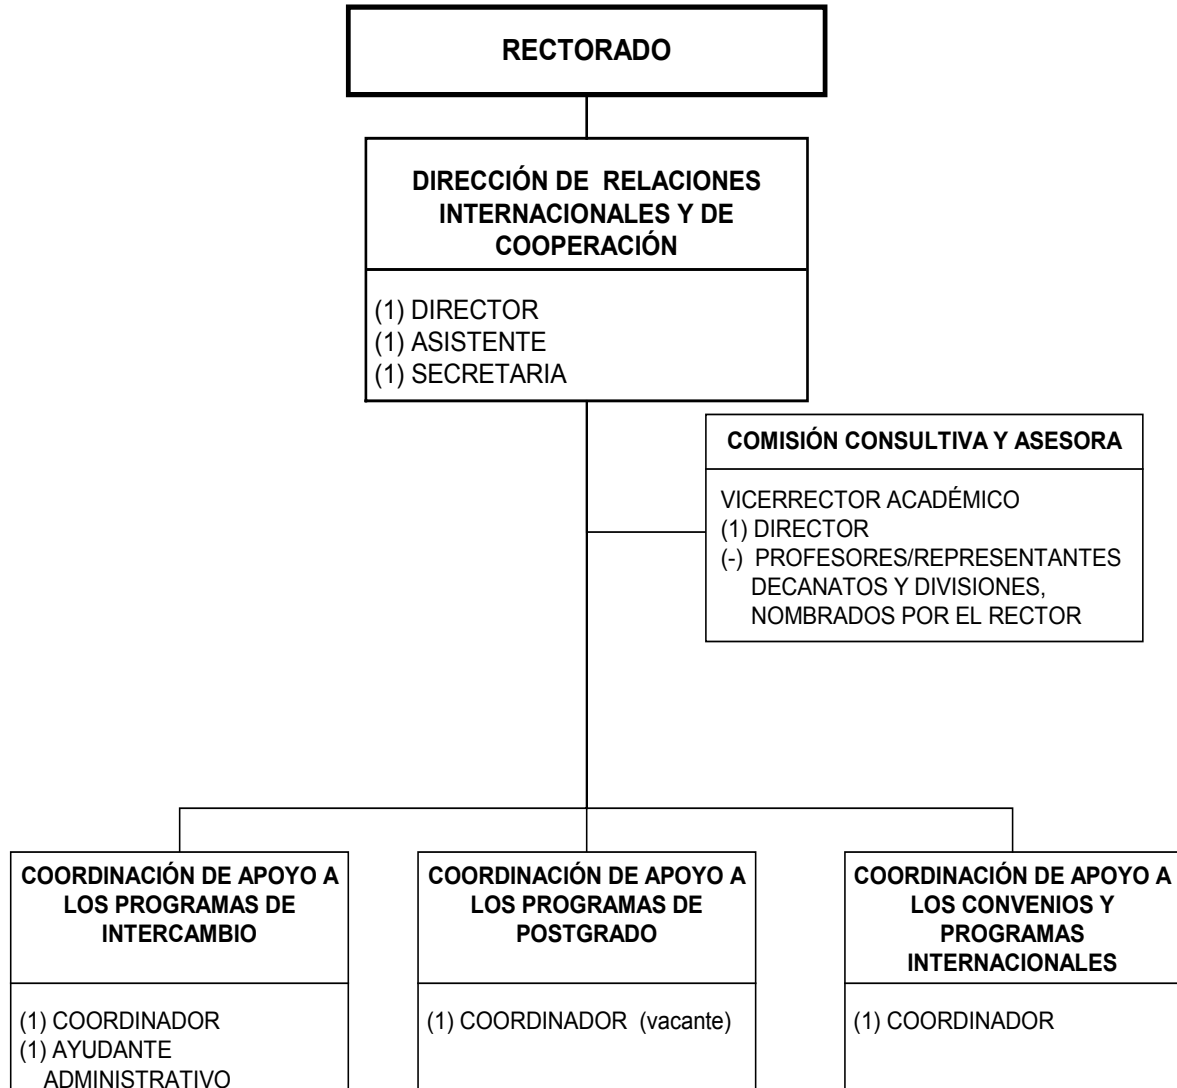 RECTORADO
DIRECCIÓN DE RELACIONES
INTERNACIONALES Y DE
COOPERACIÓN
(1) DIRECTOR
(1) ASISTENTE
(1) SECRETARIA
COMISIÓN CONSULTIVA Y ASESORA
VICERRECTOR ACADÉMICO
(1) DIRECTOR
(-) PROFESORES/REPRESENTANTES
DECANATOS Y DIVISIONES,
NOMBRADOS POR EL RECTOR
COORDINACIÓN DE APOYO A
LOS PROGRAMAS DE
INTERCAMBIO
(1) COORDINADOR
(1) AYUDANTE
ADMINISTRATIVO
COORDINACIÓN DE APOYO A
LOS PROGRAMAS DE
POSTGRADO
(1) COORDINADOR (vacante)
COORDINACIÓN DE APOYO A
LOS CONVENIOS Y
PROGRAMAS
INTERNACIONALES
(1) COORDINADOR